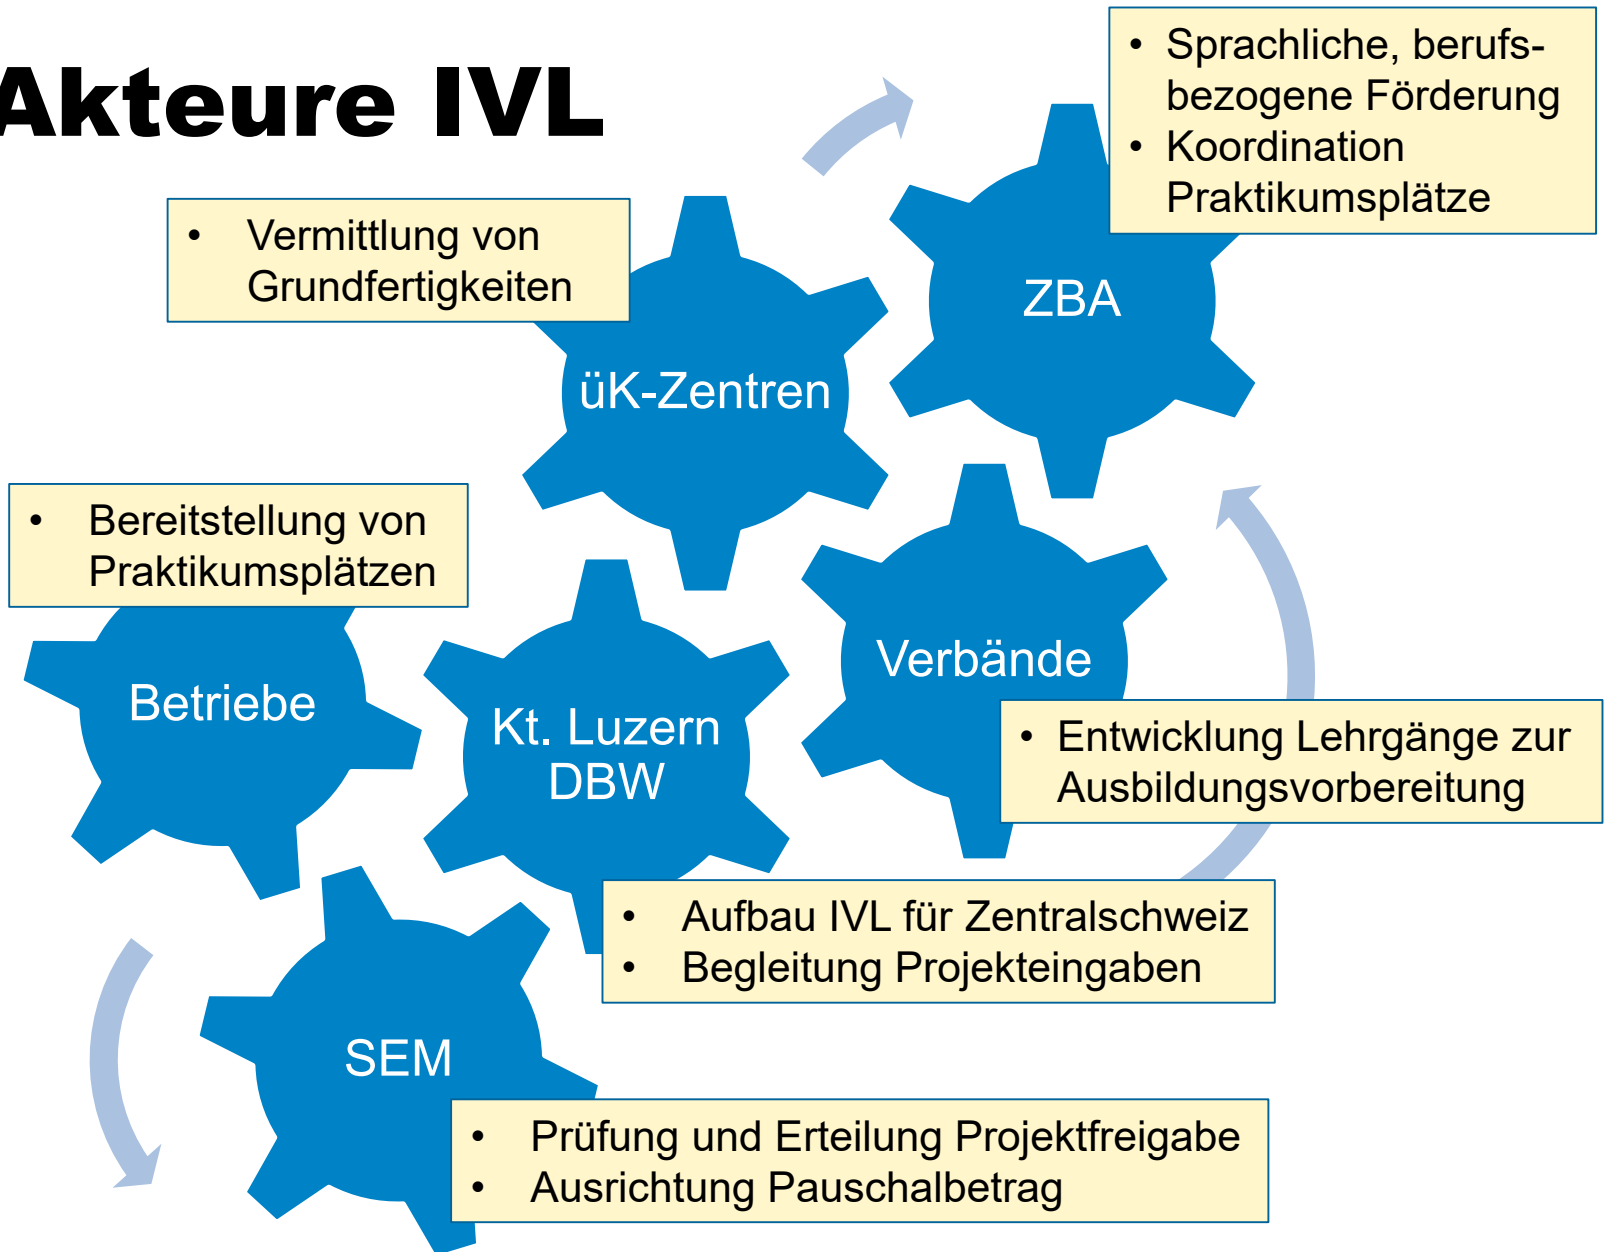 Akteure IVL
• Sprachliche, berufs-
bezogene Förderung
• Koordination
Praktikumsplätze
ZBA
• Vermittlung von
Grundfertigkeiten
üK-Zentren
• Bereitstellung von
Praktikumsplätzen
Betriebe
Kt. Luzern
DBW
Verbände
• Entwicklung Lehrgänge zur
Ausbildungsvorbereitung
• Aufbau IVL für Zentralschweiz
• Begleitung Projekteingaben
SEM
• Prüfung und Erteilung Projektfreigabe
• Ausrichtung Pauschalbetrag